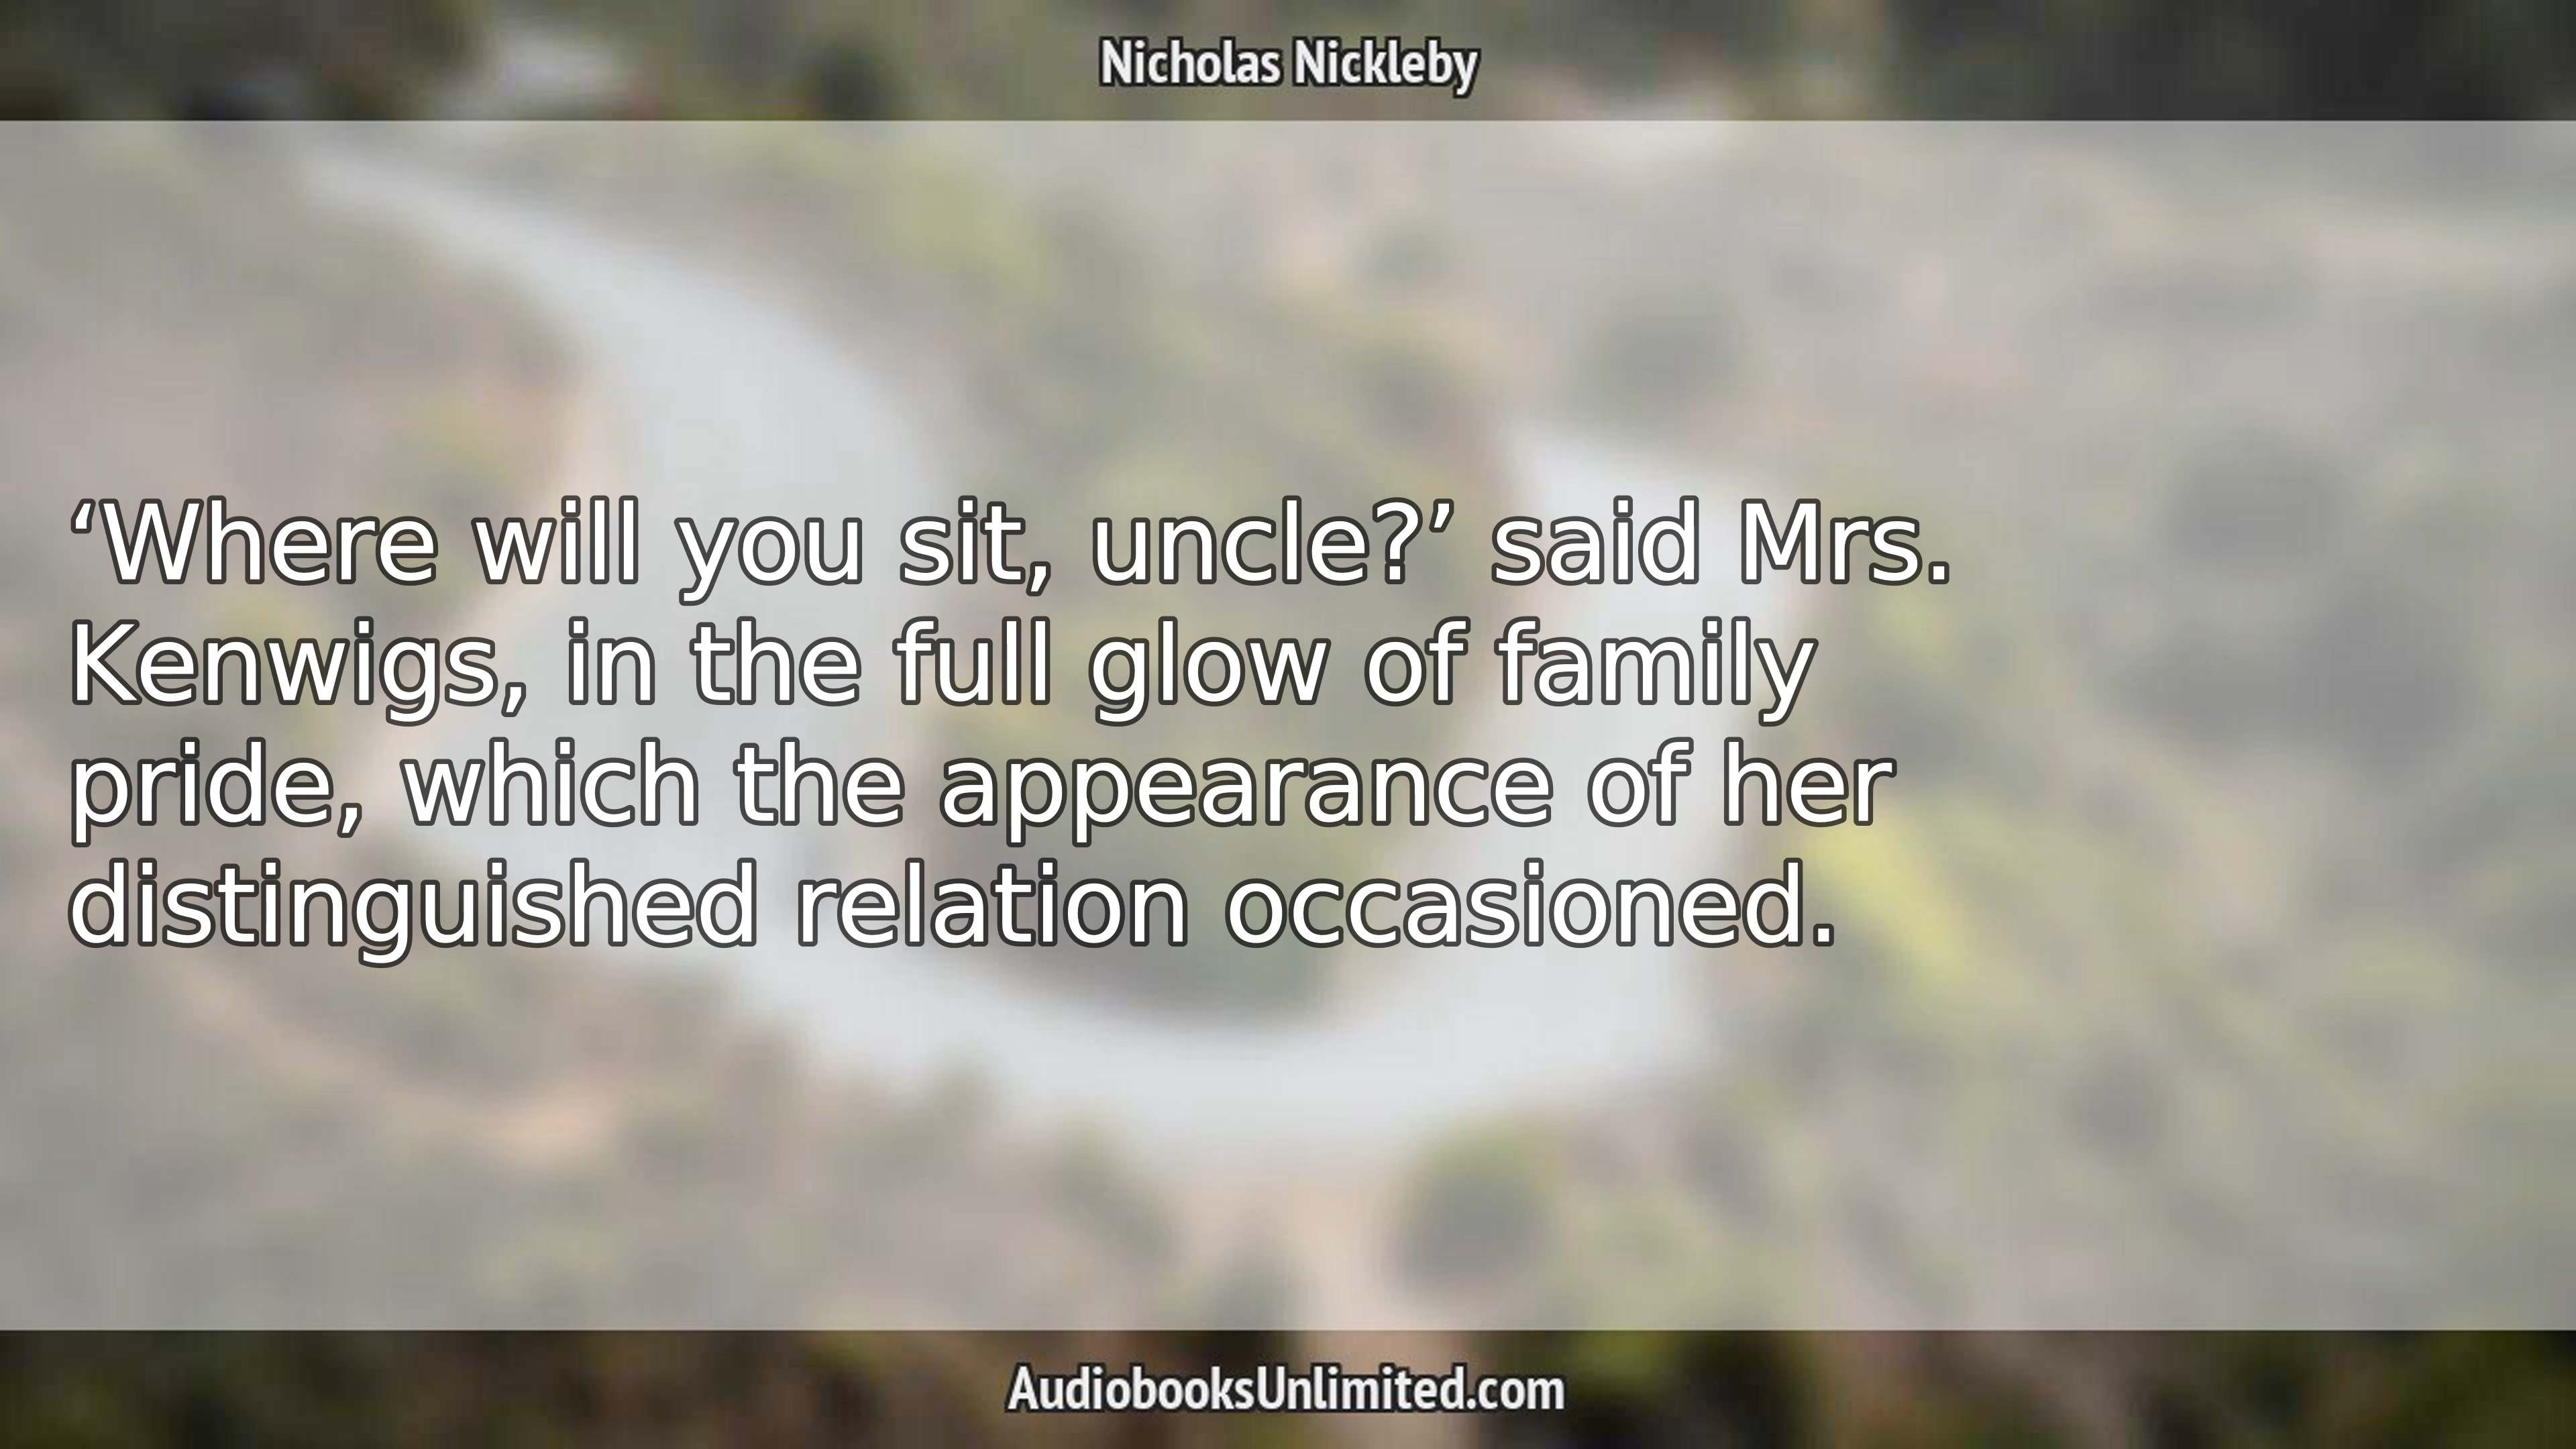 Nicholas Nickleby
‘Where will you sit, uncle?’ said Mrs.
Kenwigs, in the full glow of family
pride, which the appearance of her
distinguished relation occasioned.
AudiobooksUnlimited.com